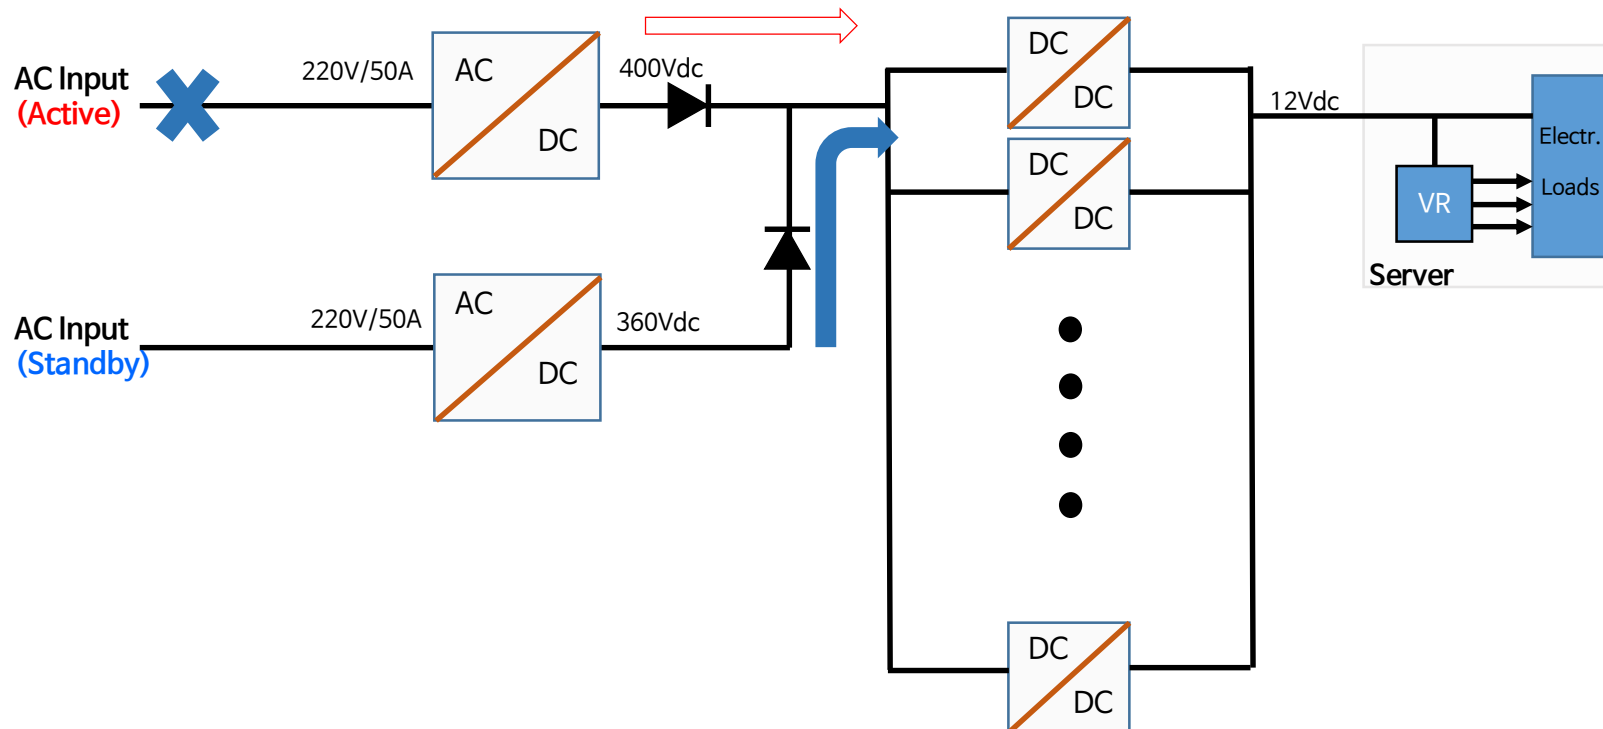 AC Input
(Active)
220V/50A
AC
DC
400Vdc
AC Input
(Standby)
220V/50A
AC
DC
360Vdc
DC
DC
DC
DC
DC
DC
12Vdc
Electr.
Loads
VR
Server